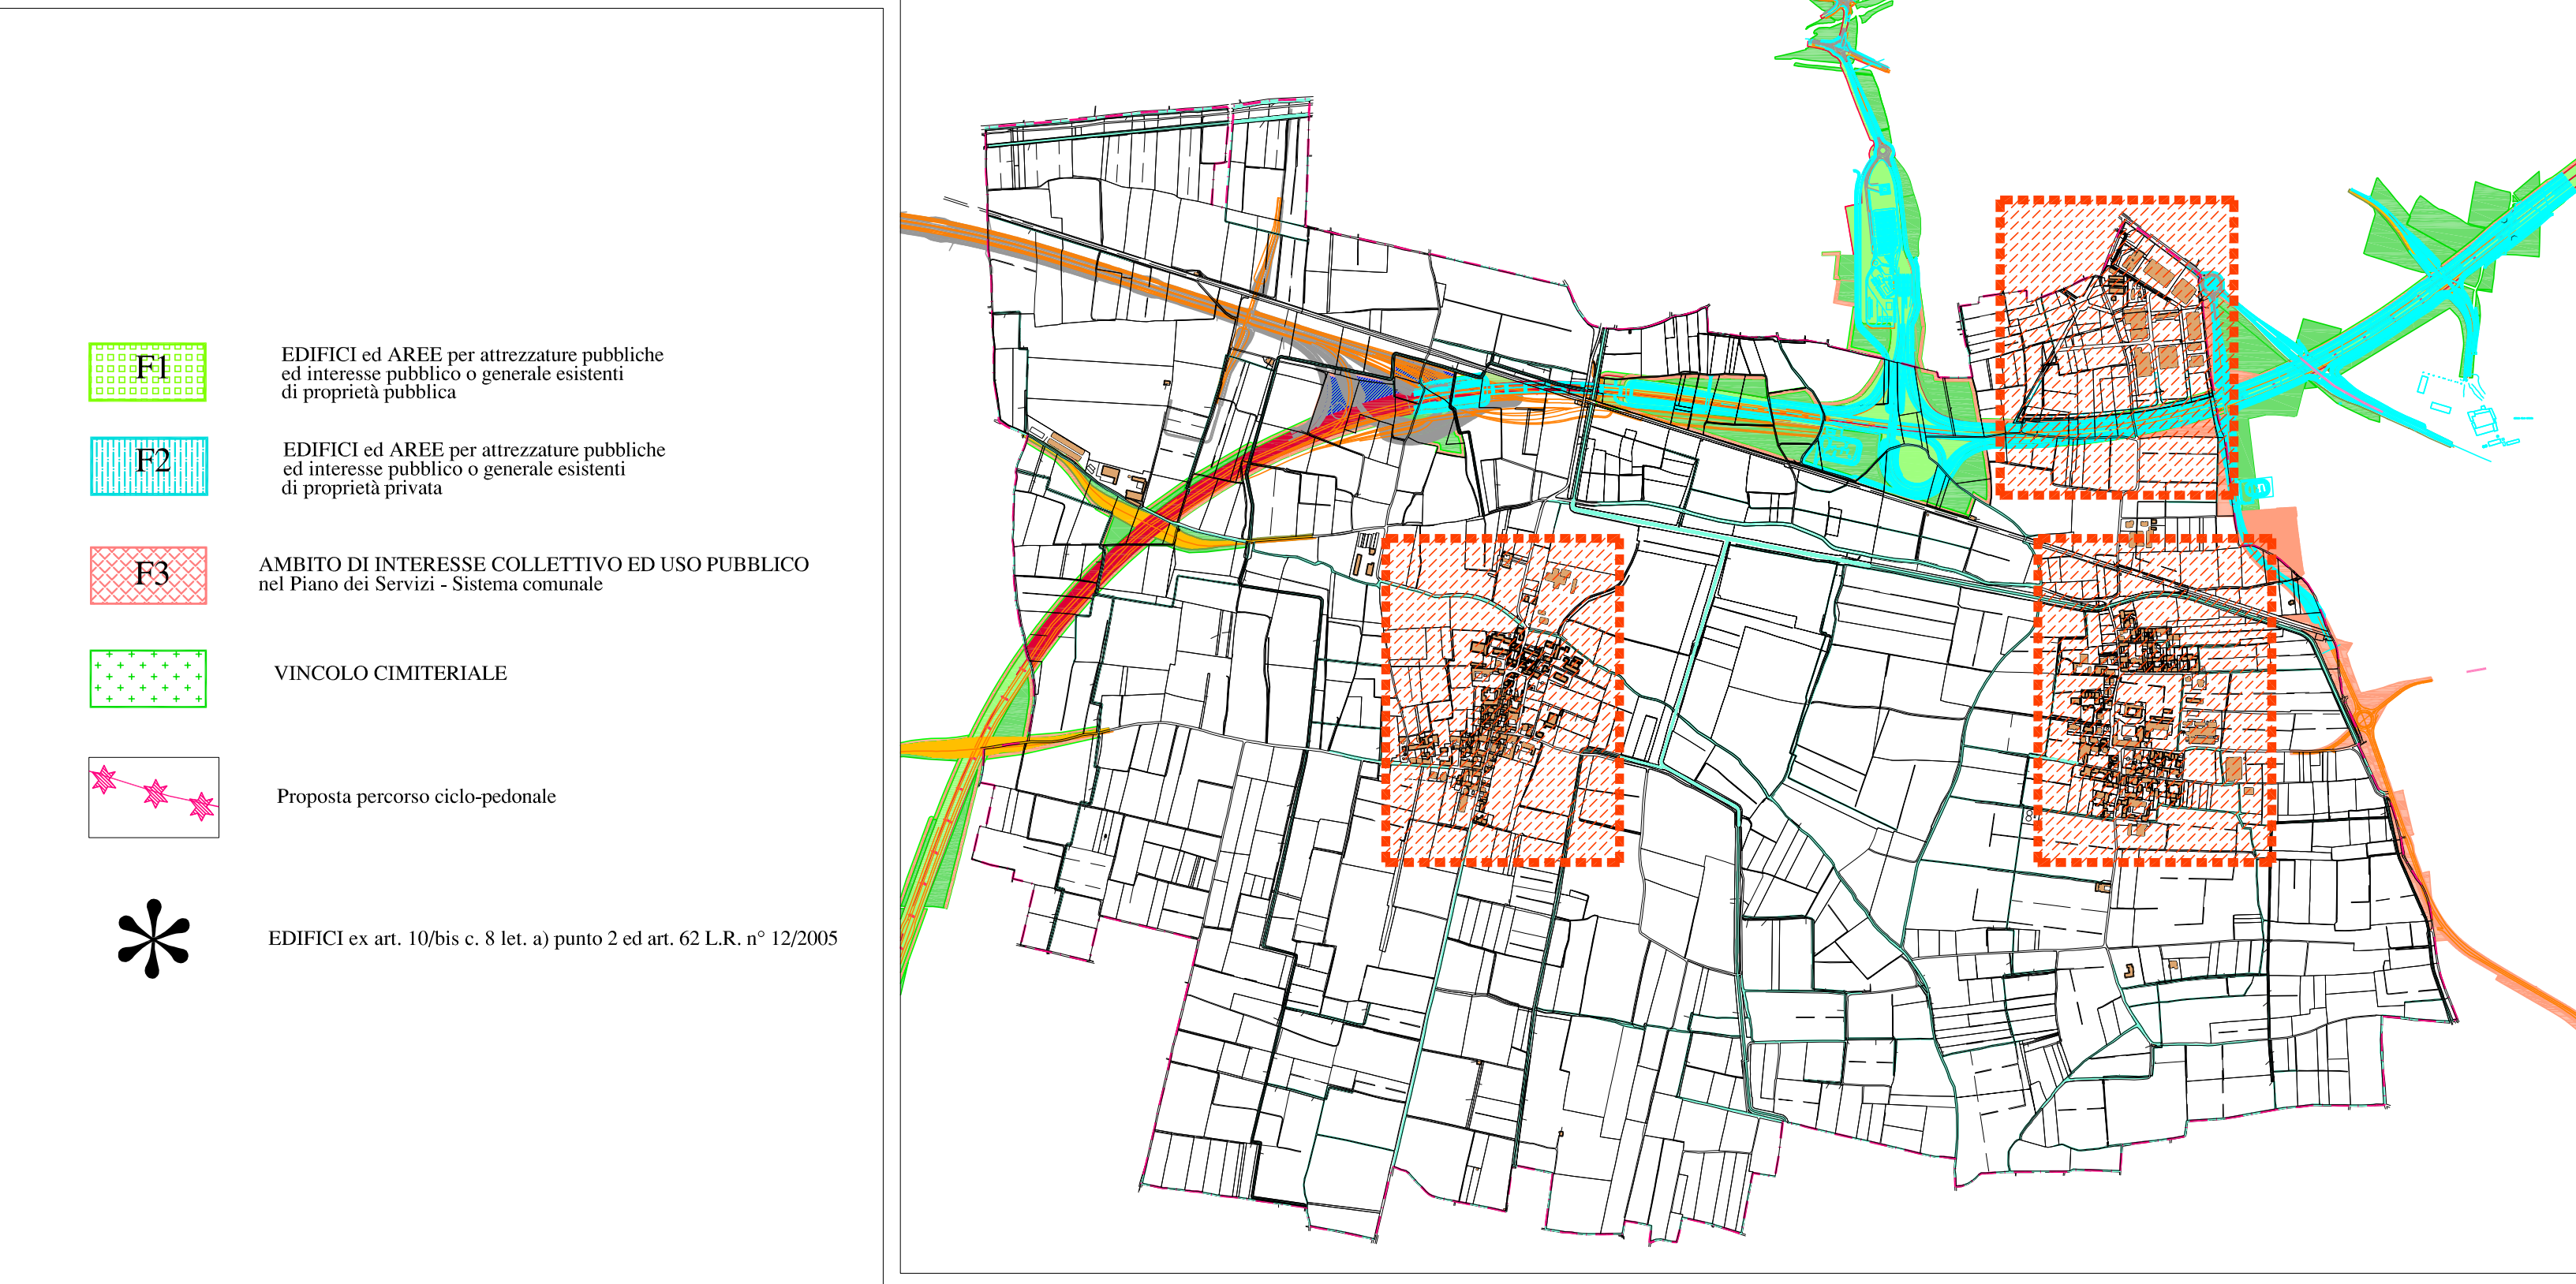 F1
EDIFICI ed AREE per attrezzature pubbliche
ed interesse pubblico o generale esistenti
di proprietà pubblica
F2
EDIFICI ed AREE per attrezzature pubbliche
ed interesse pubblico o generale esistenti
di proprietà privata
F3
AMBITO DI INTERESSE COLLETTIVO ED USO PUBBLICO
nel Piano dei Servizi - Sistema comunale
VINCOLO CIMITERIALE
Proposta percorso ciclo-pedonale
EDIFICI ex art. 10/bis c. 8 let. a) punto 2 ed art. 62 L.R. n° 12/2005